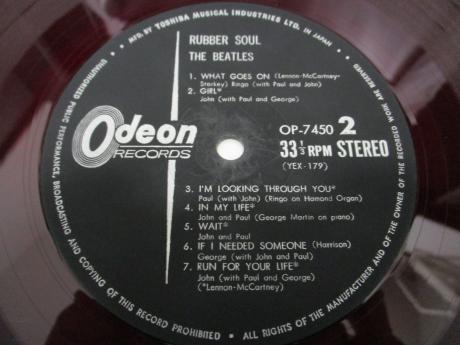 MFD. BY TOSHIBA MUSICAL INDUSTRIES LTD. IN JAPAN.
ALL RIGHTS OF THE MANUFACTURER AND OF THE OWNER OF THE RECORDED WORK ARE RESERVED
UNAUTHORIZED PUBLIC PERFORMANCE, BROADCASTING AND COPYING OF THIS RECORD PROHIBITED
RUBBER SOUL
THE BEATLES
1. WHAT GOES ON (Lennon-McCartney-
Starkey) Ringo (with Paul and John)
2. GIRL*
John (with Paul and George)
Odeon
RECORDS
OP-7450 2
33 1/3 RPM STEREO
(YEX-179)
3. I'M LOOKING THROUGH YOU*
Paul (with John) (Ringo on Hamond Organ)
4. IN MY LIFE*
John and Paul (George Martin on piano)
5. WAIT*
John and Paul
6. IF I NEEDED SOMEONE (Harrison)
George (with John and Paul)
7. RUN FOR YOUR LIFE*
John (with Paul and George)
(*Lennon-McCartney)